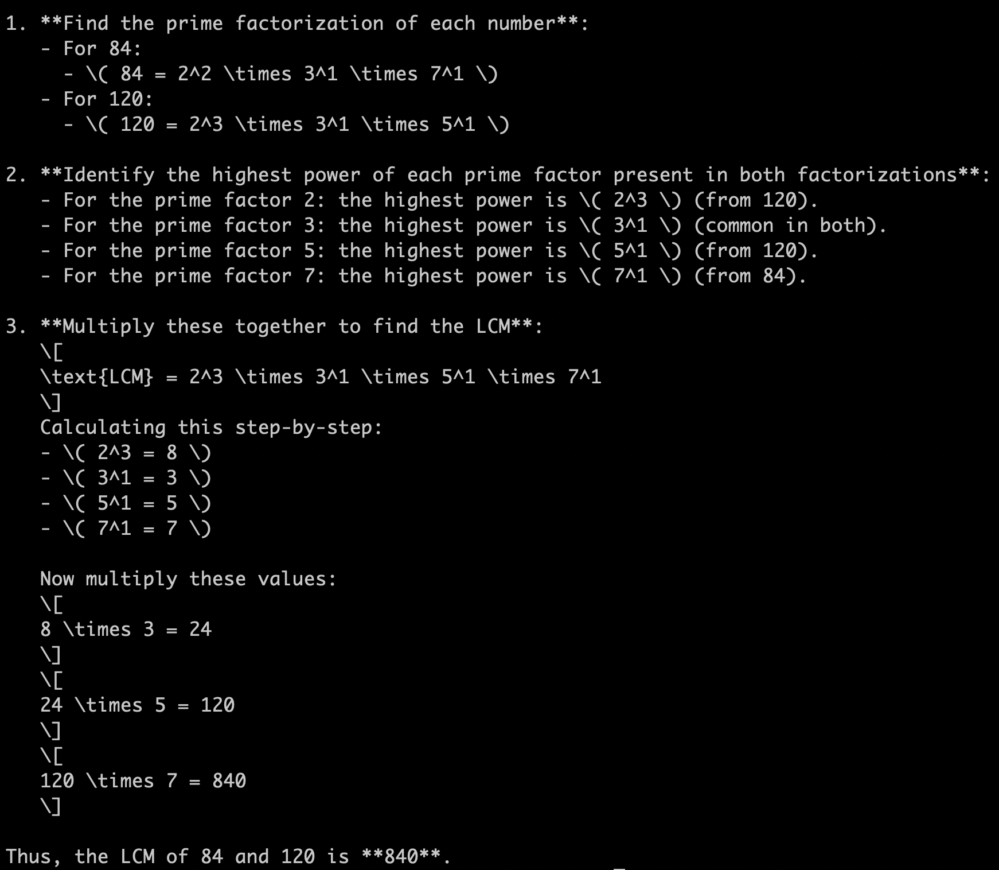 1. **Find the prime factorization of each number**:
   - For 84:
     - \( 84 = 2^2 \times 3^1 \times 7^1 \)
   - For 120:
     - \( 120 = 2^3 \times 3^1 \times 5^1 \)

2. **Identify the highest power of each prime factor present in both factorizations**:
   - For the prime factor 2: the highest power is \( 2^3 \) (from 120).
   - For the prime factor 3: the highest power is \( 3^1 \) (common in both).
   - For the prime factor 5: the highest power is \( 5^1 \) (from 120).
   - For the prime factor 7: the highest power is \( 7^1 \) (from 84).

3. **Multiply these together to find the LCM**:
   \[
   \text{LCM} = 2^3 \times 3^1 \times 5^1 \times 7^1
   \]
   Calculating this step-by-step:
   - \( 2^3 = 8 \)
   - \( 3^1 = 3 \)
   - \( 5^1 = 5 \)
   - \( 7^1 = 7 \)

   Now multiply these values:
   \[
   8 \times 3 = 24
   \]
   \[
   24 \times 5 = 120
   \]
   \[
   120 \times 7 = 840
   \]

Thus, the LCM of 84 and 120 is **840**.